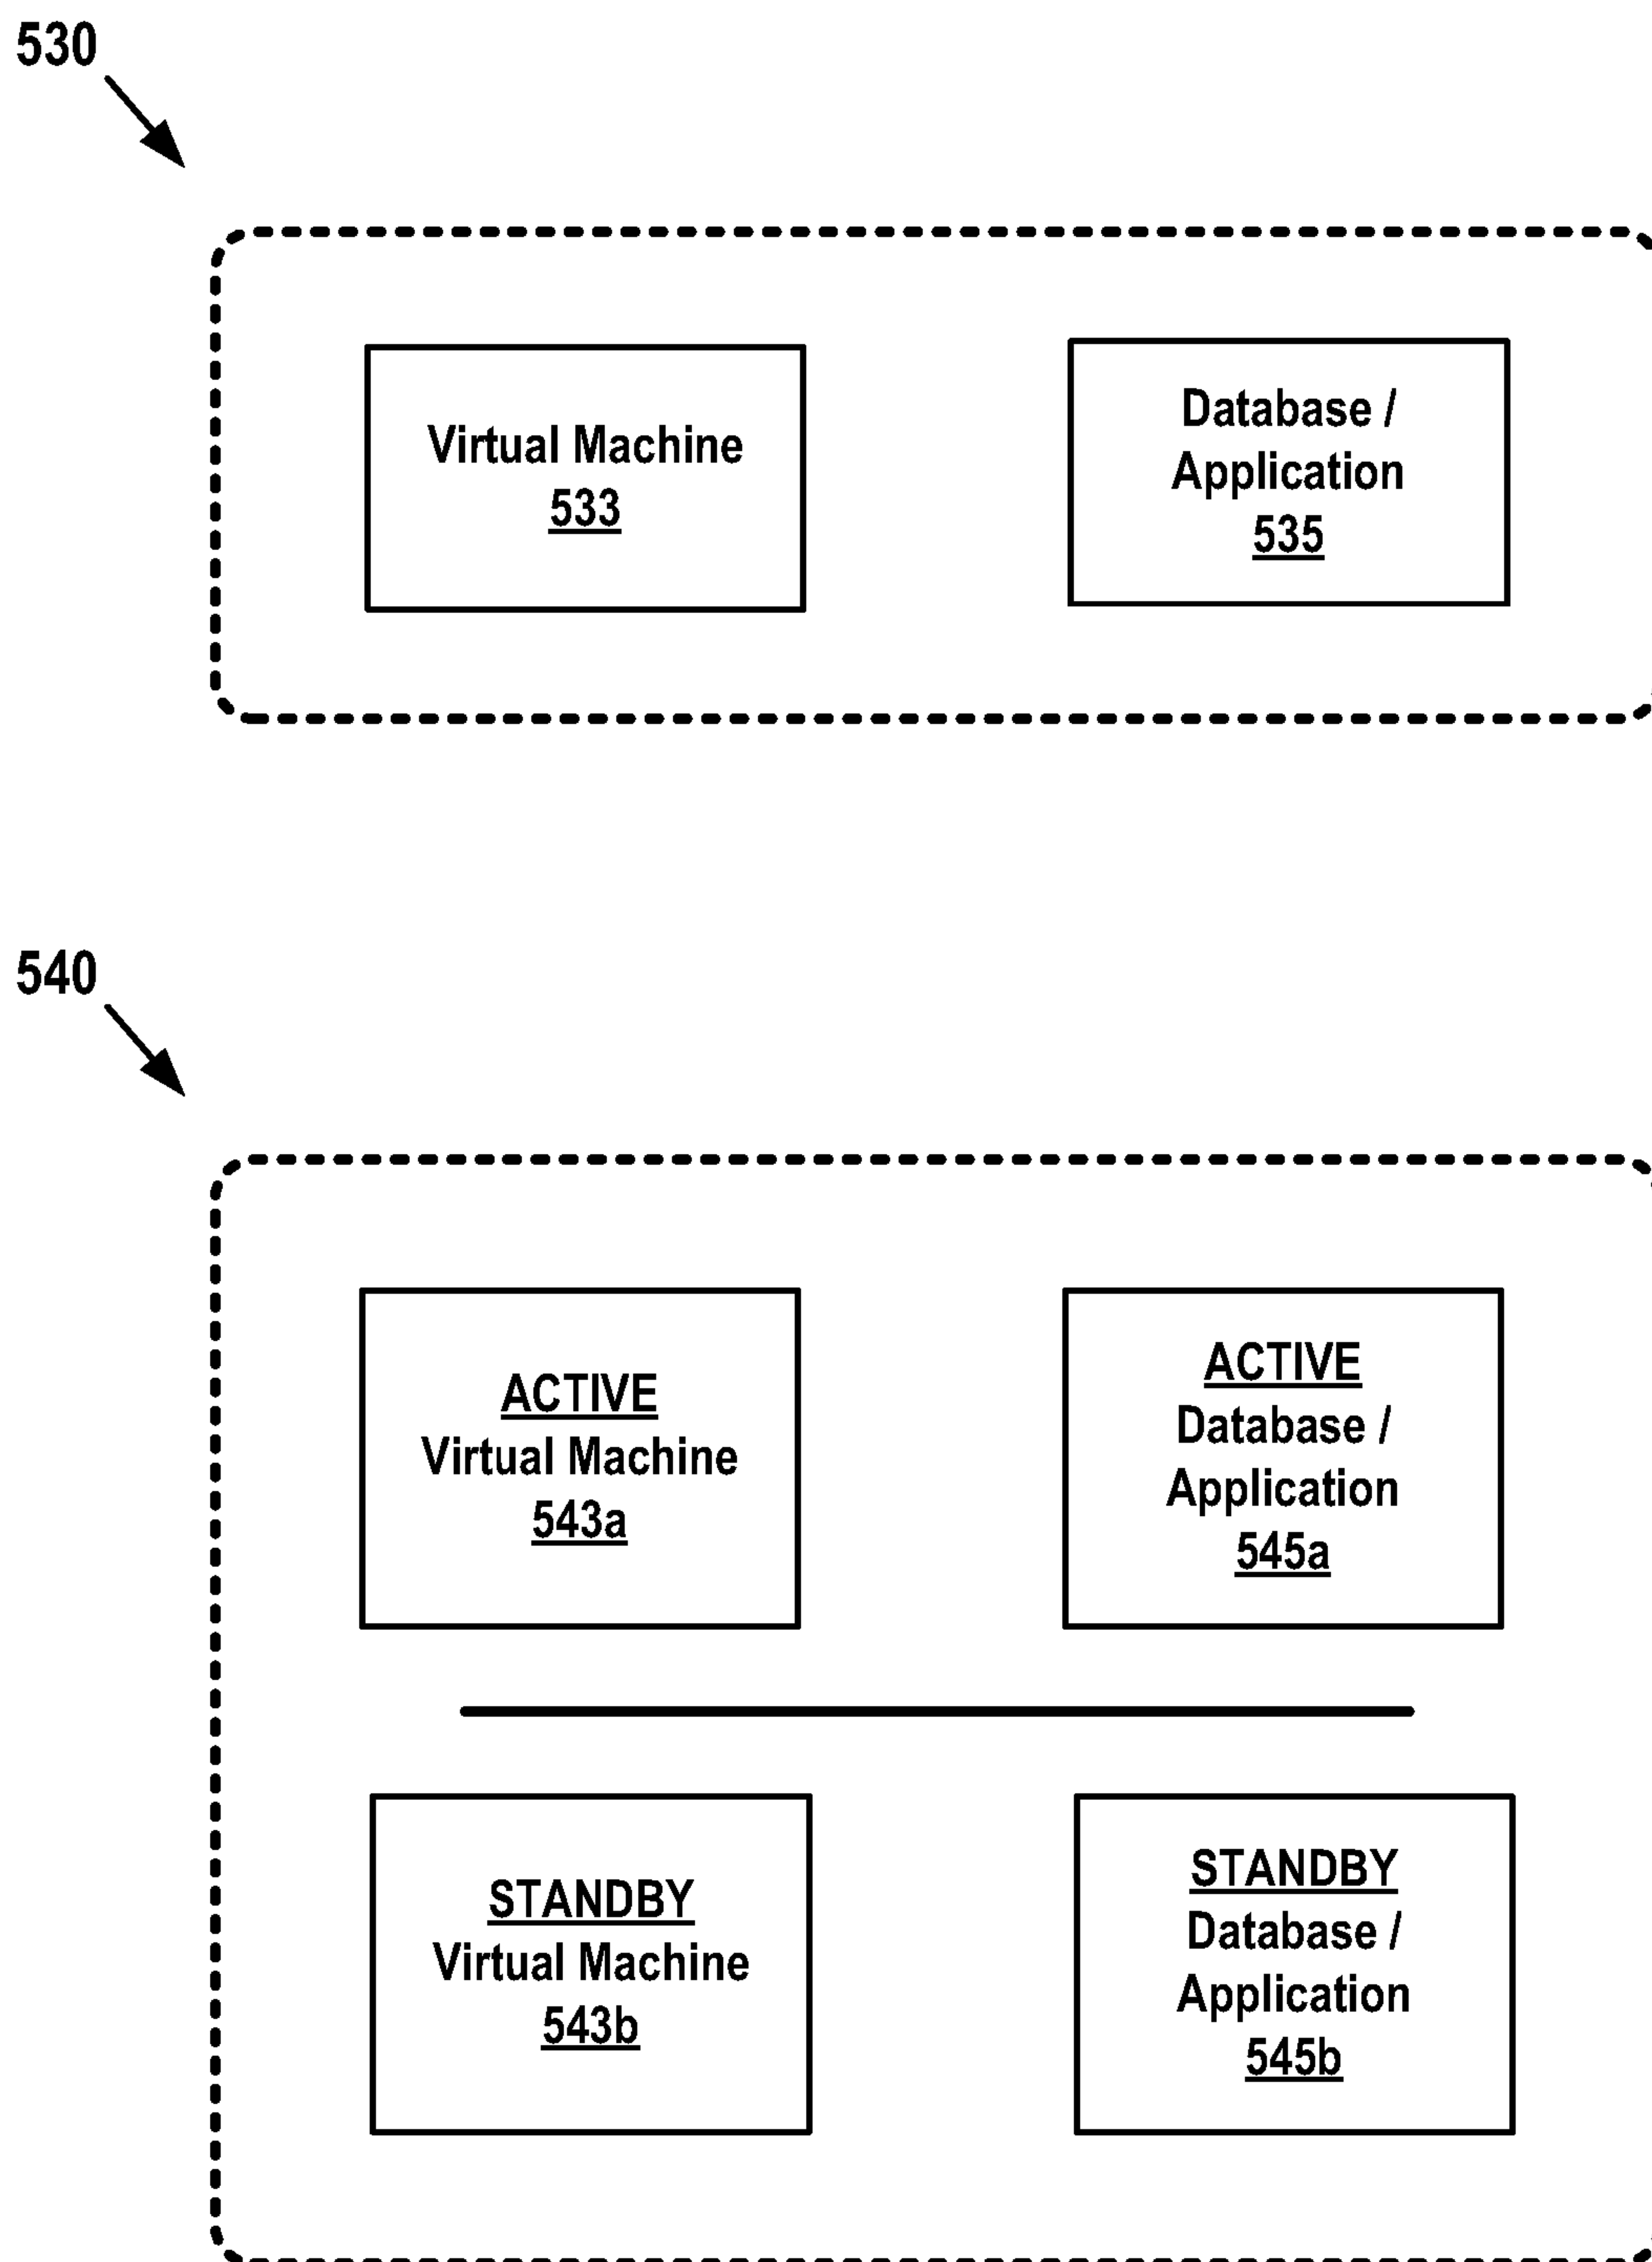 530
Virtual Machine
533
Database /
Application
535
540
ACTIVE
Virtual Machine
543a
ACTIVE
Database /
Application
545a
STANDBY
Virtual Machine
543b
STANDBY
Database /
Application
545b